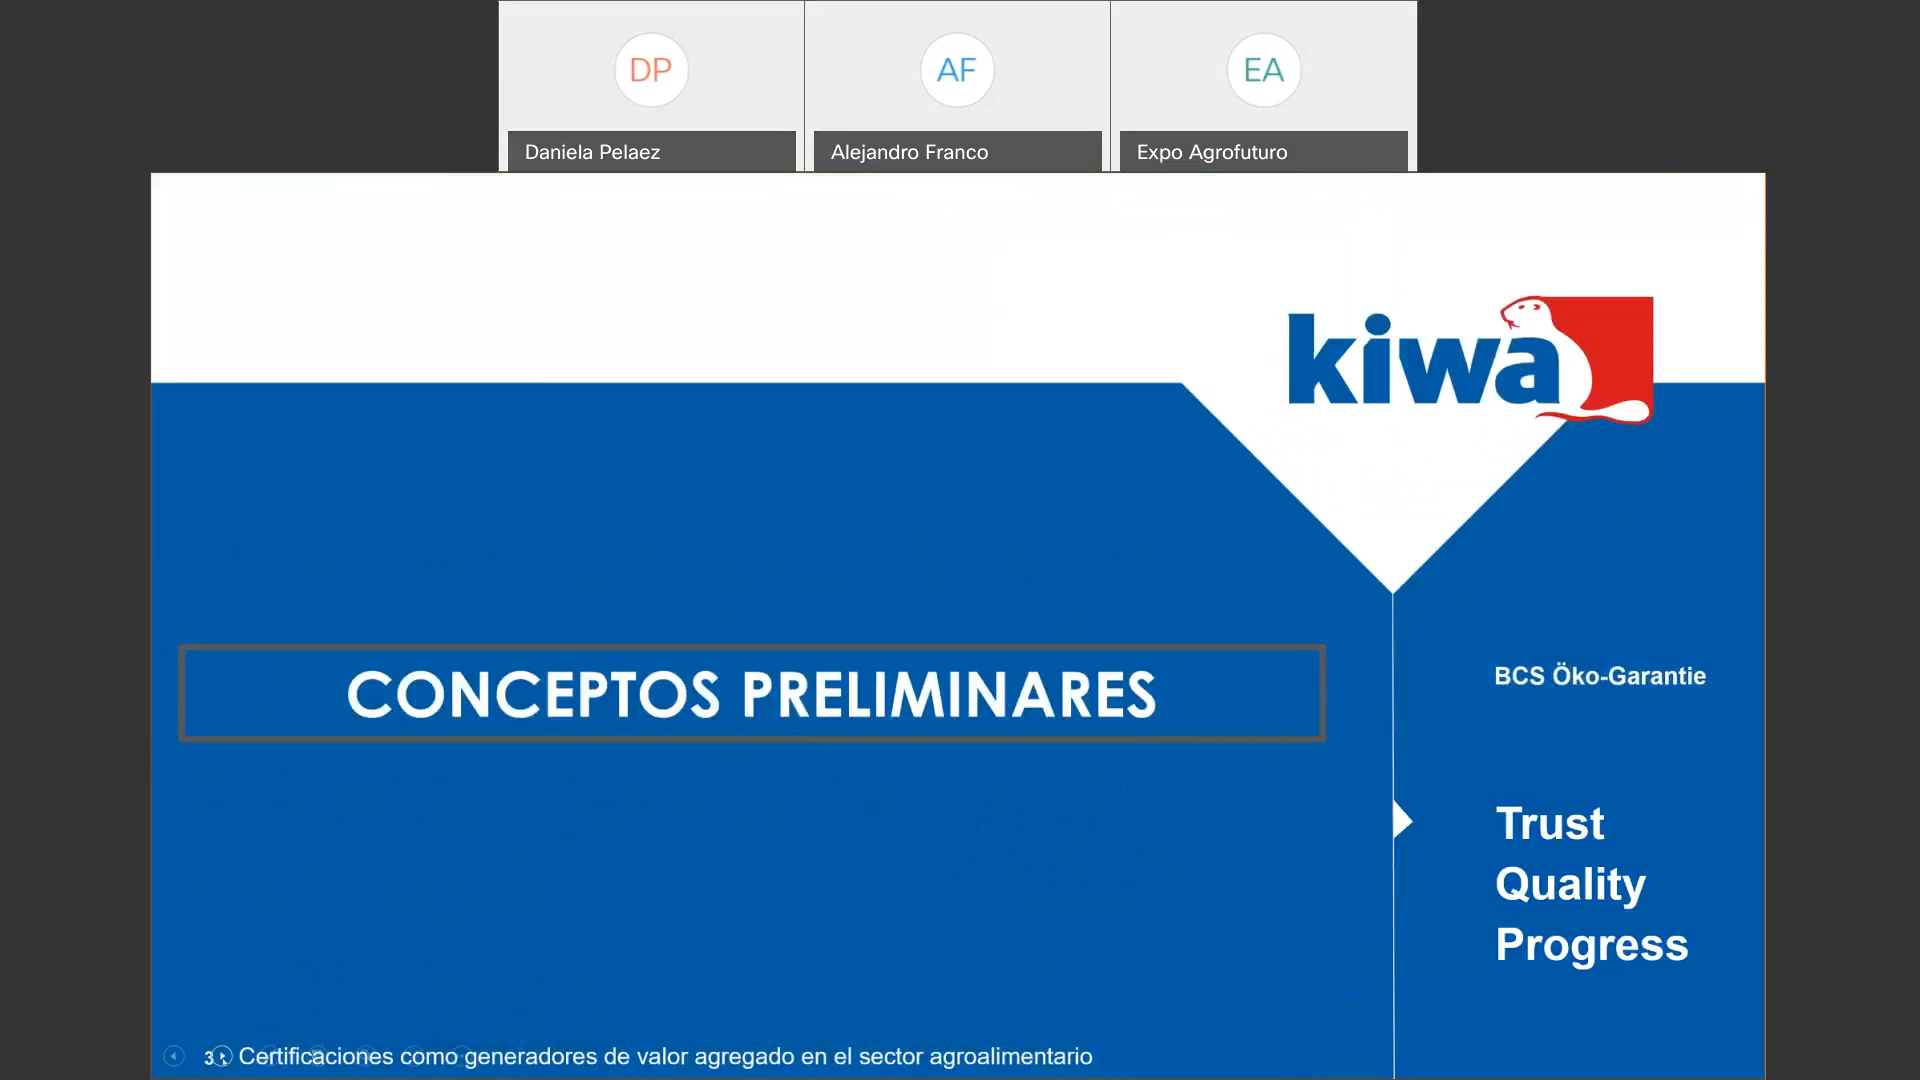 DP
AF
EA
Daniela Pelaez
Alejandro Franco
Expo Agrofuturo
kiwa
CONCEPTOS PRELIMINARES
BCS Öko-Garantie
Trust
Quality
Progress
3 Certificaciones como generadores de valor agregado en el sector agroalimentario